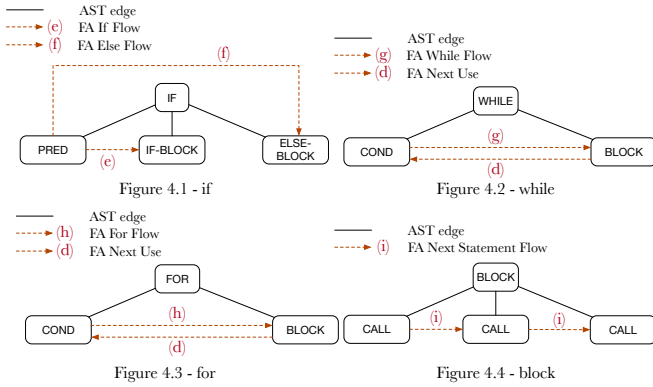 AST edge
(e) FA If Flow
(f) FA Else Flow
(f)
IF
PRED
IF-BLOCK
ELSE-
BLOCK
(e)
Figure 4.1 - if
AST edge
(g) FA While Flow
(d) FA Next Use
WHILE
COND
(g)
(d)
BLOCK
Figure 4.2 - while
AST edge
(h) FA For Flow
(d) FA Next Use
FOR
COND
(h)
(d)
BLOCK
Figure 4.3 - for
AST edge
(i) FA Next Statement Flow
BLOCK
CALL
(i)
CALL
(i)
CALL
Figure 4.4 - block